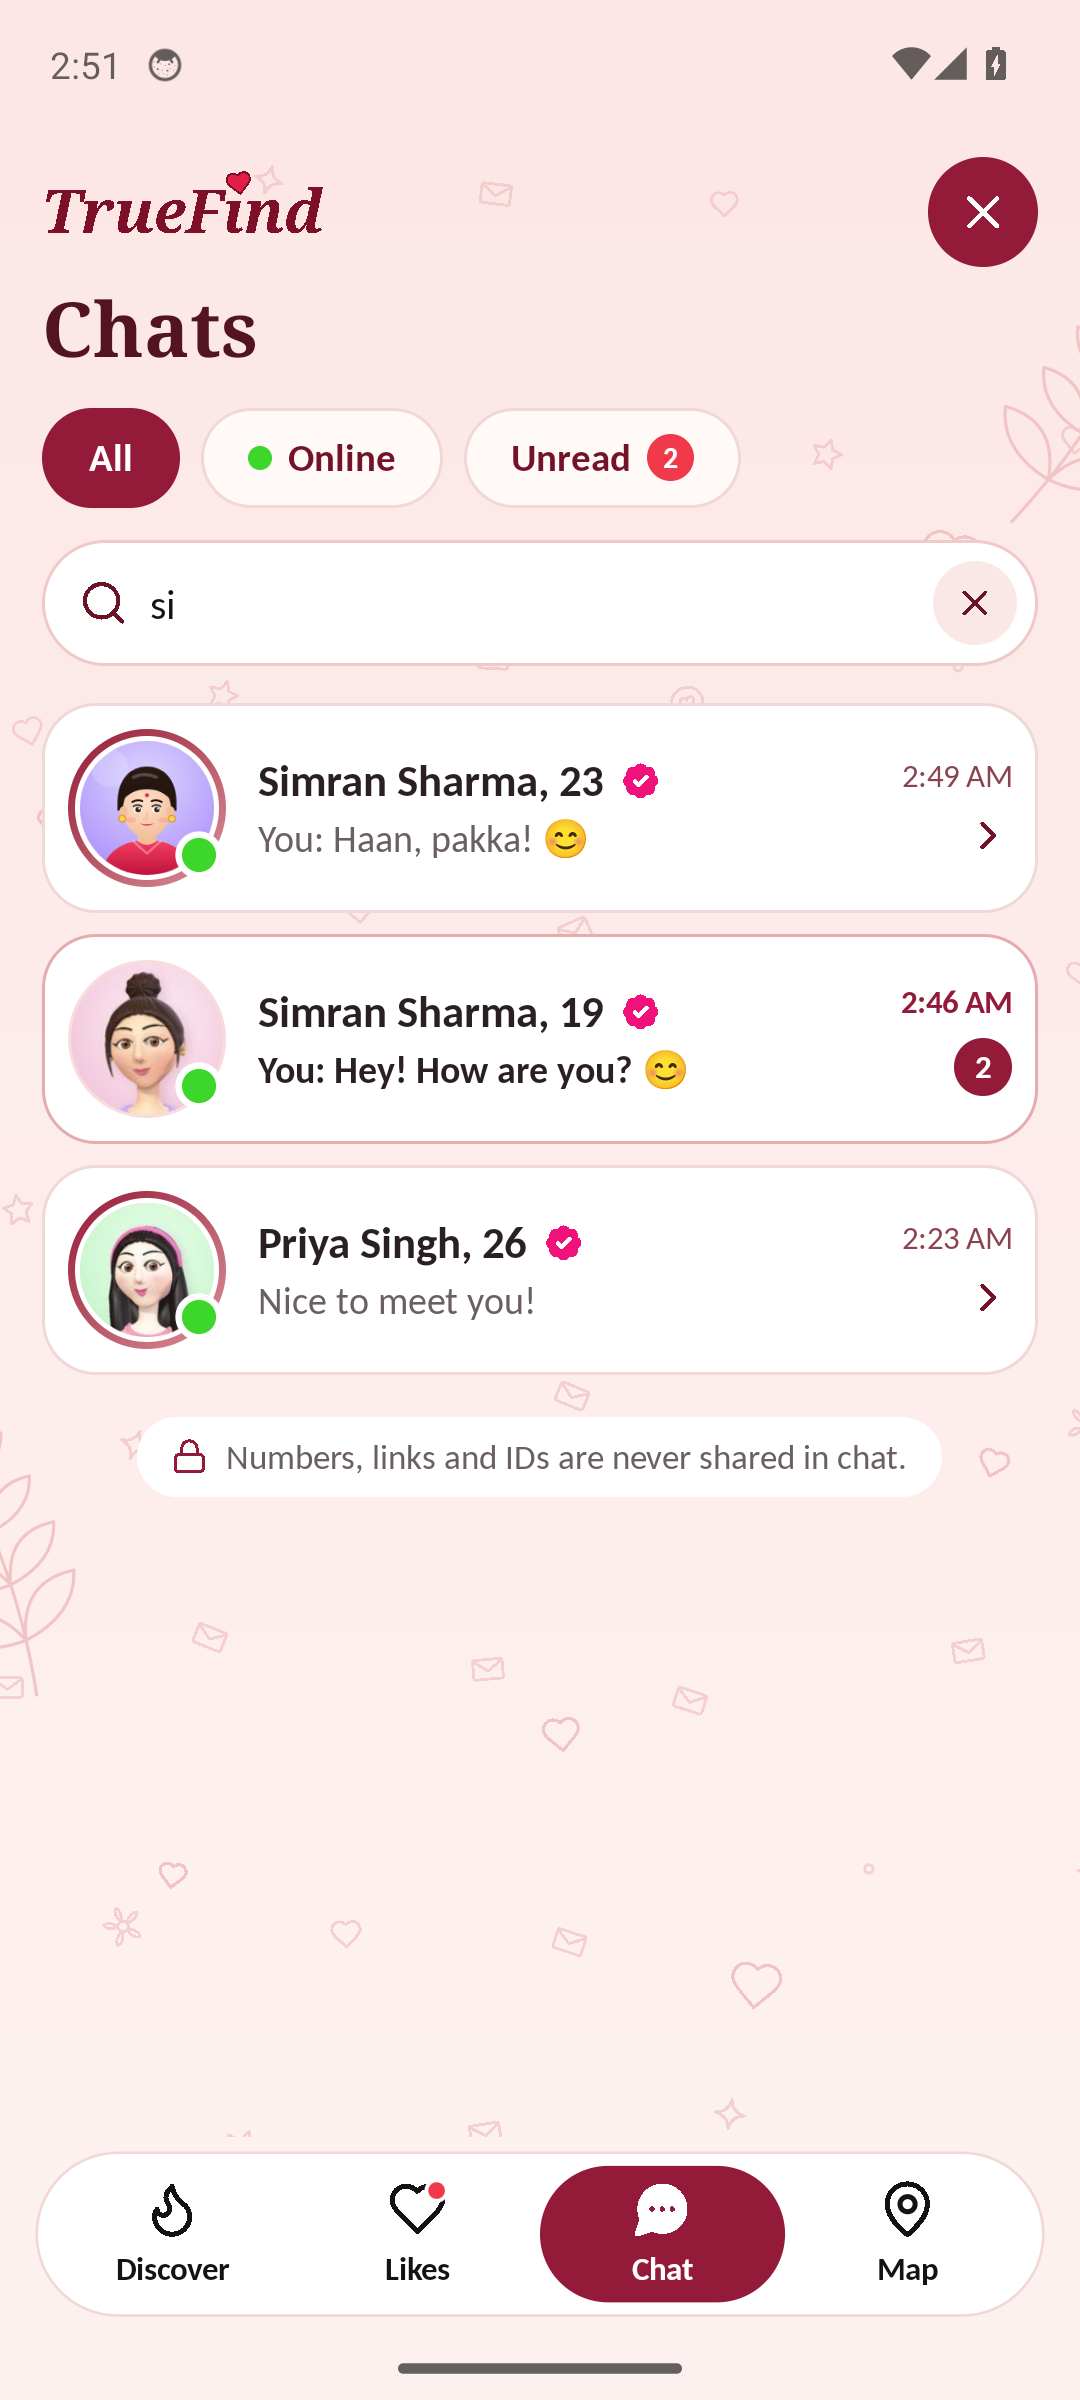 2:51
TrueFind
Chats
All
Online
Unread 2
si
Simran Sharma, 23
2:49 AM
You: Haan, pakka! 😊
Simran Sharma, 19
2:46 AM
You: Hey! How are you? 😊
2
Priya Singh, 26
2:23 AM
Nice to meet you!
Numbers, links and IDs are never shared in chat.
Discover
Likes
Chat
Map